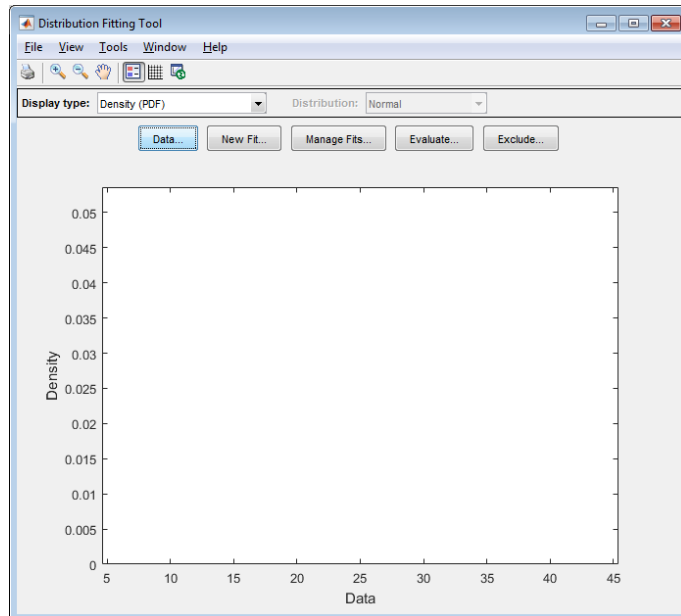 Distribution Fitting Tool
File View Tools Window Help
Display type: Density (PDF) Distribution: Normal
Data... New Fit... Manage Fits... Evaluate... Exclude...
0.05
0.045
0.04
0.035
0.03
0.025
0.02
0.015
0.01
0.005
0
Density
5 10 15 20 25 30 35 40 45
Data